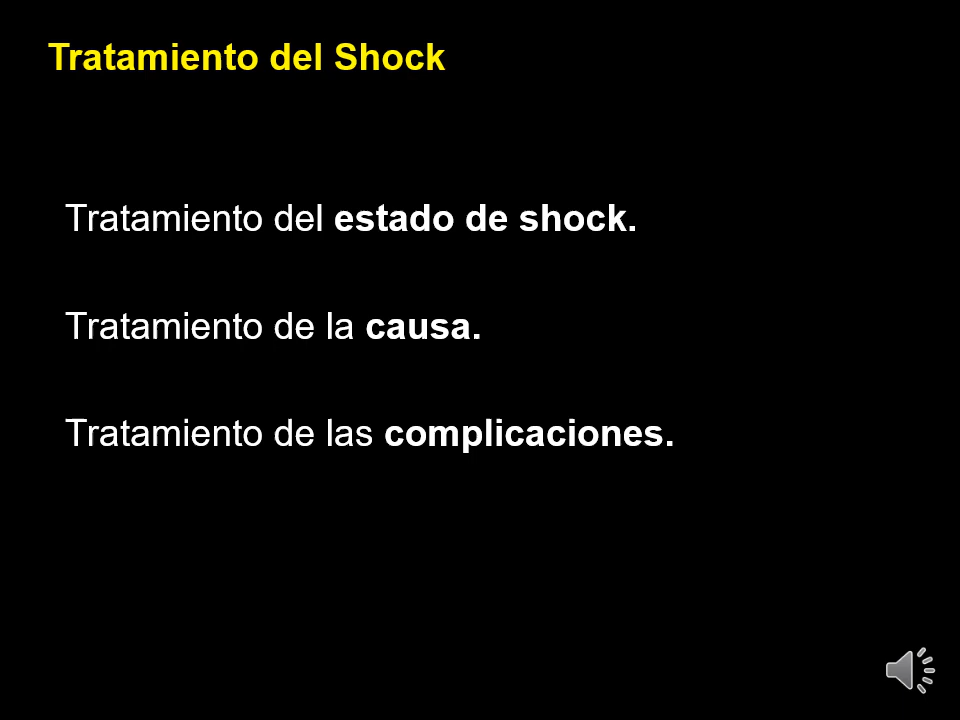 Tratamiento del Shock
Tratamiento del estado de shock.
Tratamiento de la causa.
Tratamiento de las complicaciones.